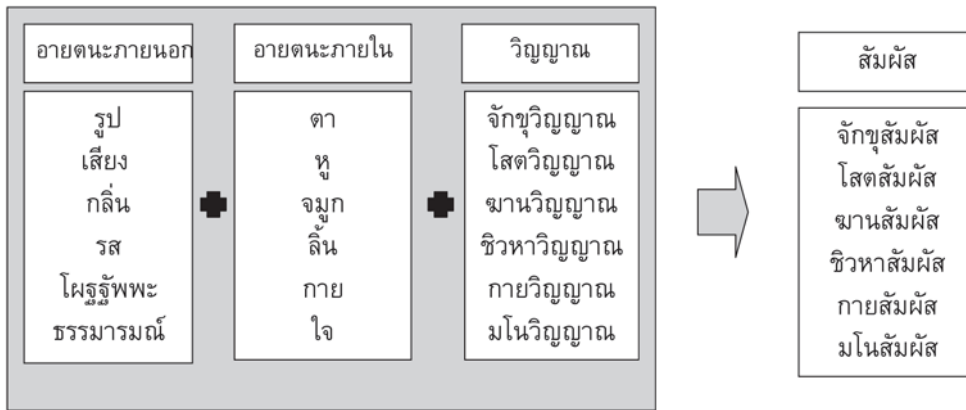 อายตนะภายนอก
รูป
เสียง
กลิ่น
รส
โผฐฐัพพะ
ธรรมารมณ์
อายตนะภายใน
ตา
หู
จมูก
ลิ้น
กาย
ใจ
วิญญาณ
จักขุวิญญาณ
โสตวิญญาณ
ฆานวิญญาณ
ชิวหาวิญญาณ
กายวิญญาณ
มโนวิญญาณ
สัมผัส
จักขุสัมผัส
โสตสัมผัส
ฆานสัมผัส
ชิวหาสัมผัส
กายสัมผัส
มโนสัมผัส